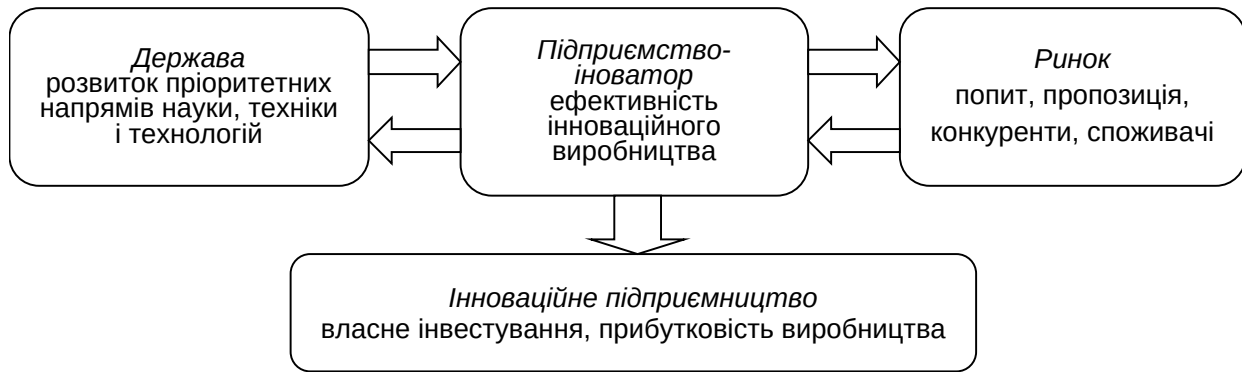 Держава
розвиток пріоритетних
напрямів науки, техніки
і технологій
Підприємство-
іноватор
ефективність
інноваційного
виробництва
Ринок
попит, пропозиція,
конкуренти, споживачі
Інноваційне підприємництво
власне інвестування, прибутковість виробництва